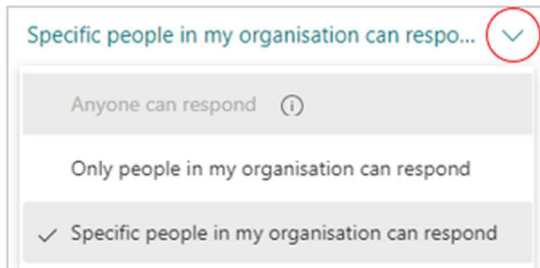 Specific people in my organisation can respo...
Anyone can respond
Only people in my organisation can respond
Specific people in my organisation can respond